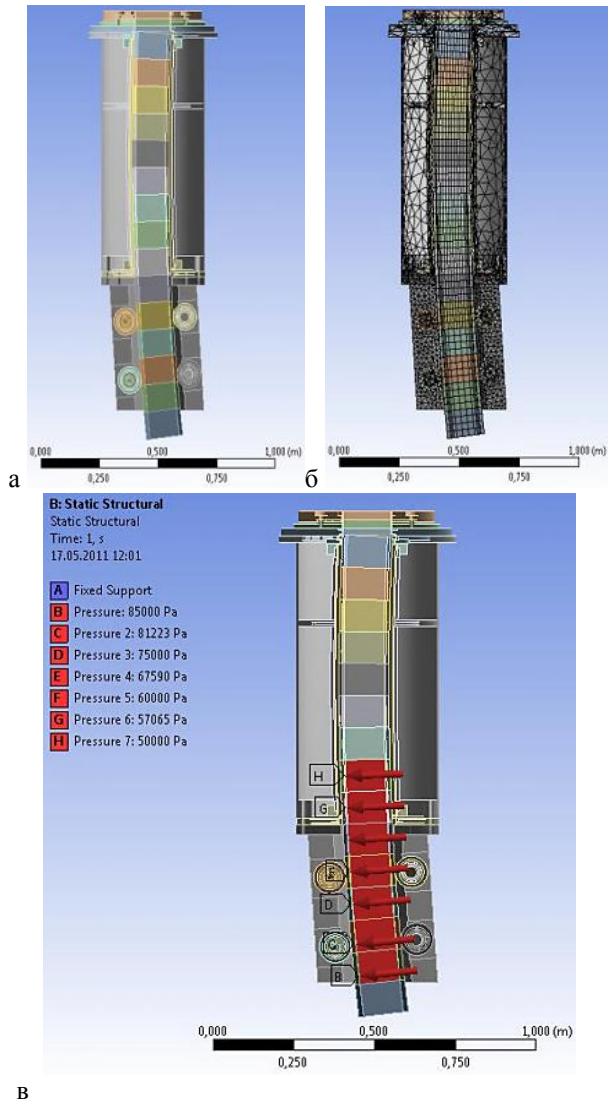 0,000 0,500 1,000 (m)
0,250 0,750
а
0,000 0,500 1,000 (m)
0,250 0,750
б
B: Static Structural
Static Structural
Time: 1, s
17.05.2011 12:01
A Fixed Support
B Pressure: 85000 Pa
C Pressure 2: 81223 Pa
D Pressure 3: 75000 Pa
E Pressure 4: 67590 Pa
F Pressure 5: 60000 Pa
G Pressure 6: 57065 Pa
H Pressure 7: 50000 Pa
H
G
D
C
B
0,000 0,500 1,000 (m)
0,250 0,750
в